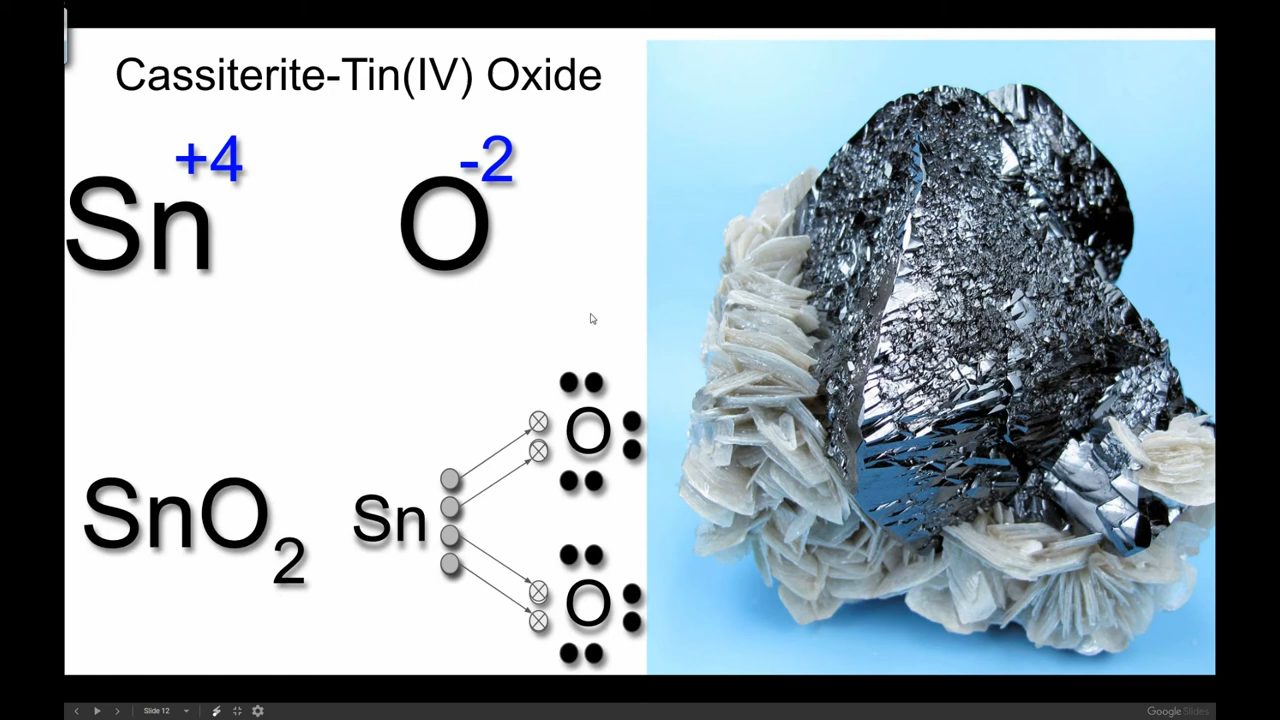 Cassiterite-Tin(IV) Oxide
Sn+4 O-2
SnO2
Sn
O
O
Slide 12
Google Slides